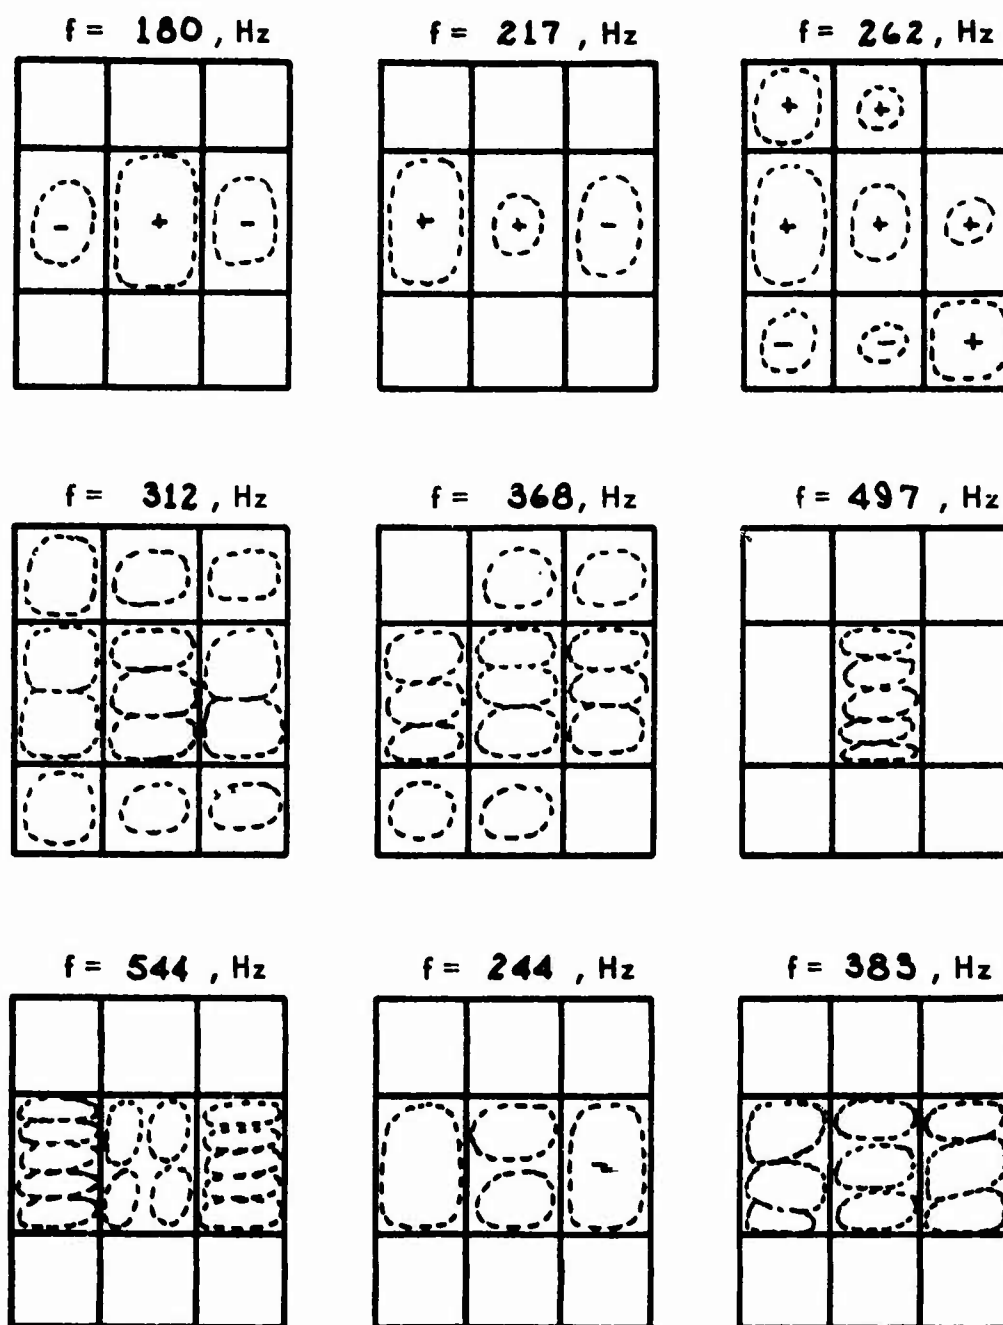 f = 180 , Hz
f = 217 , Hz
f = 262, Hz
- + -
+ + -
+ +
+ + +
- - +
f = 312 , Hz
f = 368, Hz
f = 497 , Hz
f = 544 , Hz
f = 244 , Hz
f = 383 , Hz
-